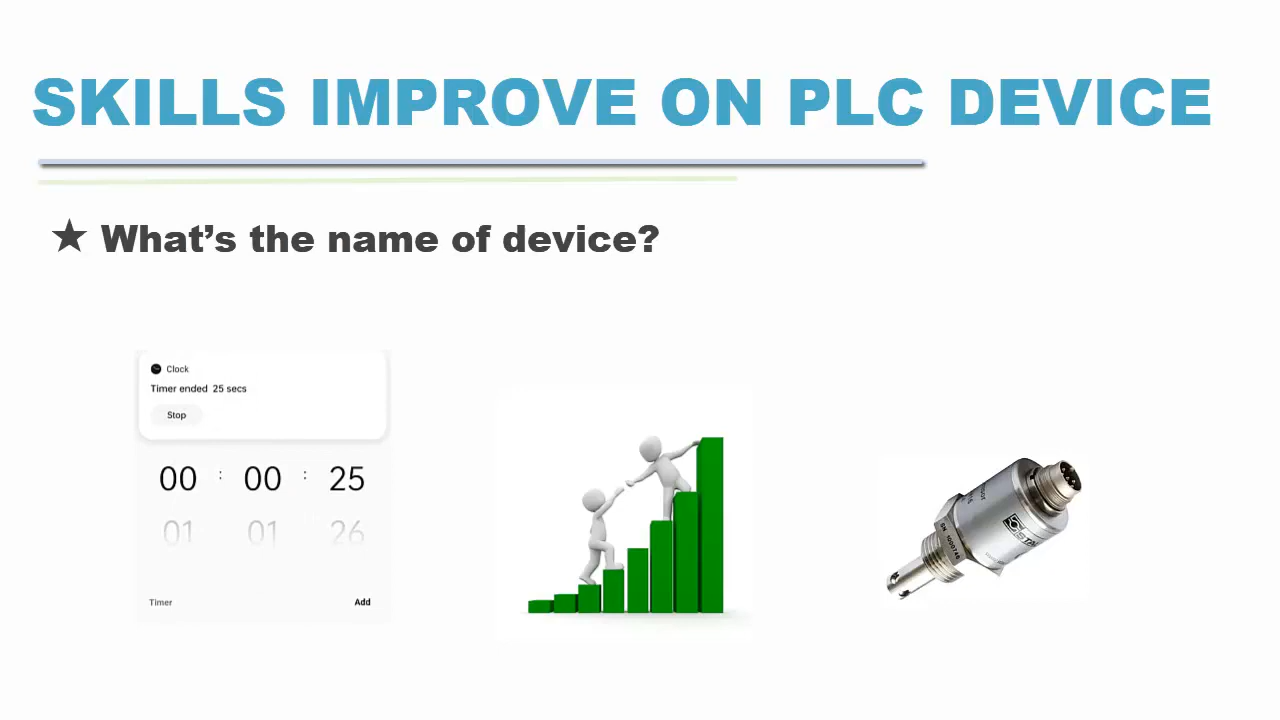 SKILLS IMPROVE ON PLC DEVICE
★ What's the name of device?
Clock
Timer ended 25 secs
Stop
00 : 00 : 25
01 01 26
Timer Add